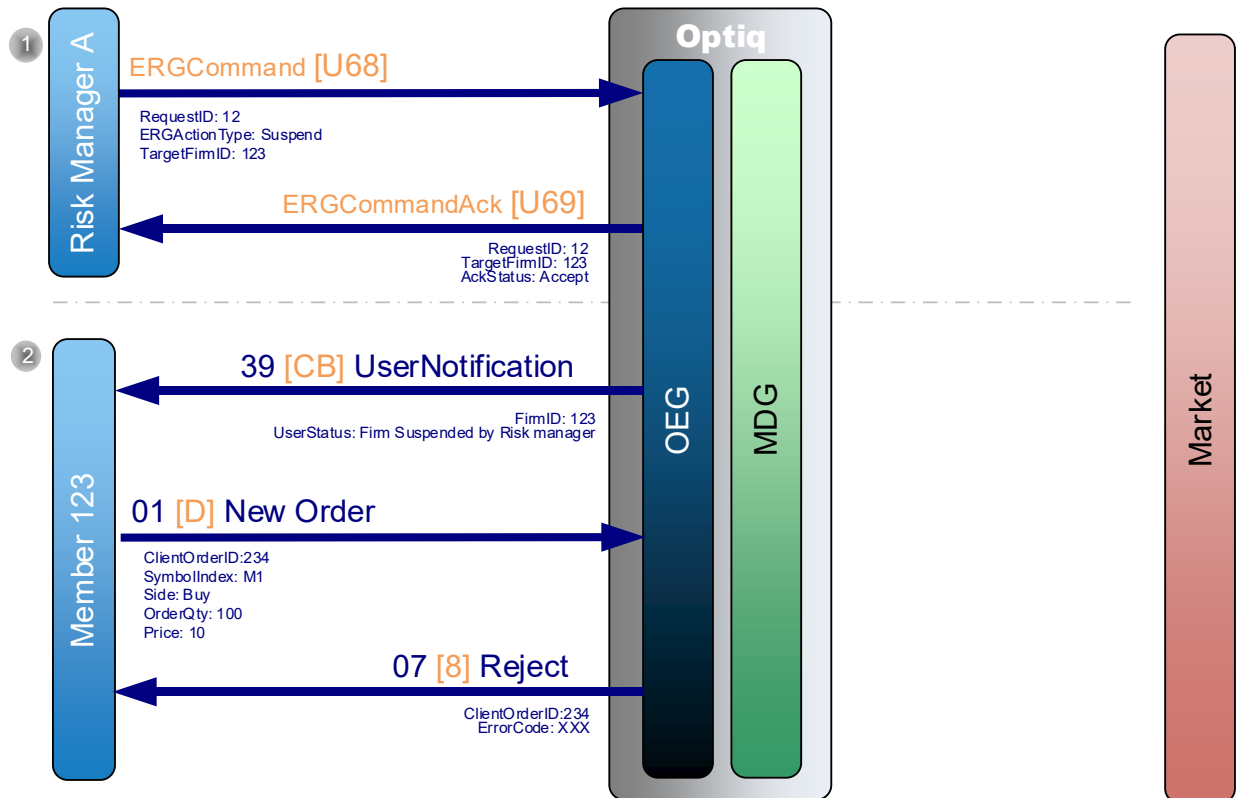 1
Risk Manager A
Optiq
ERGCommand [U68]
RequestID: 12
ERGActionType: Suspend
TargetFirmID: 123
ERGCommandAck [U69]
RequestID: 12
TargetFirmID: 123
AckStatus: Accept
OEG
MDG
Market
2
Member 123
39 [CB] UserNotification
FirmID: 123
UserStatus: Firm Suspended by Risk manager
01 [D] New Order
ClientOrderID:234
SymbolIndex: M1
Side: Buy
OrderQty: 100
Price: 10
07 [8] Reject
ClientOrderID:234
ErrorCode: XXX